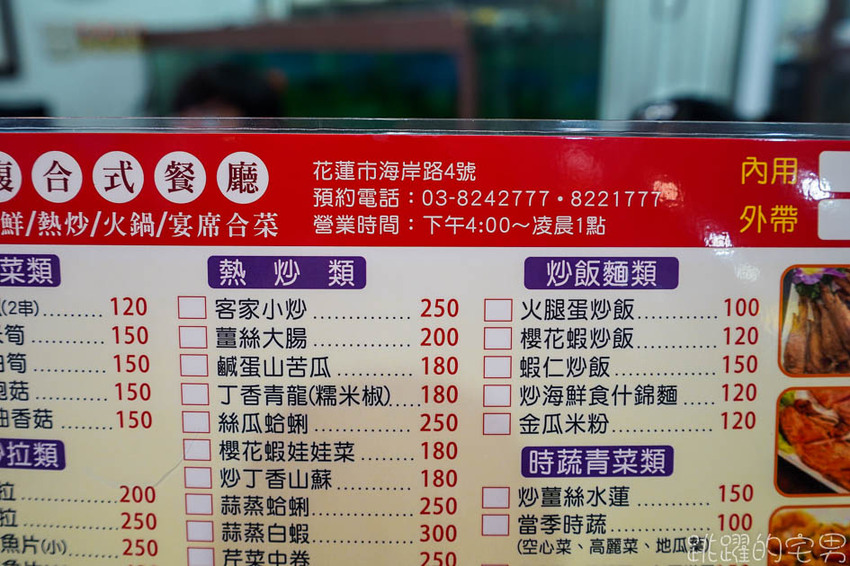 合式餐廳
鮮/熱炒/火鍋/宴席合菜
花蓮市海岸路4號
預約電話：03-8242777・8221777
營業時間：下午4:00～凌晨1點
內用
外帶
菜類
(2串)......... 120
筍............ 150
筍............ 150
菇............ 150
香菇......... 150
拉類
拉............ 200
拉............ 250
魚片(小)...... 250
熱炒類
客家小炒............ 250
薑絲大腸............ 200
鹹蛋山苦瓜......... 180
丁香青龍(糯米椒)...... 180
絲瓜蛤蜊............ 250
櫻花蝦娃娃菜......... 180
炒丁香山蘇......... 180
蒜蒸蛤蜊............ 250
蒜蒸白蝦............ 300
芹菜中卷............ 250
炒飯麵類
火腿蛋炒飯......... 100
櫻花蝦炒飯......... 120
蝦仁炒飯............ 150
炒海鮮食什錦麵...... 120
金瓜米粉............ 120
時蔬青菜類
炒薑絲水蓮......... 150
當季時蔬............ 100
(空心菜、高麗菜、地瓜葉)
跳躍的宅男